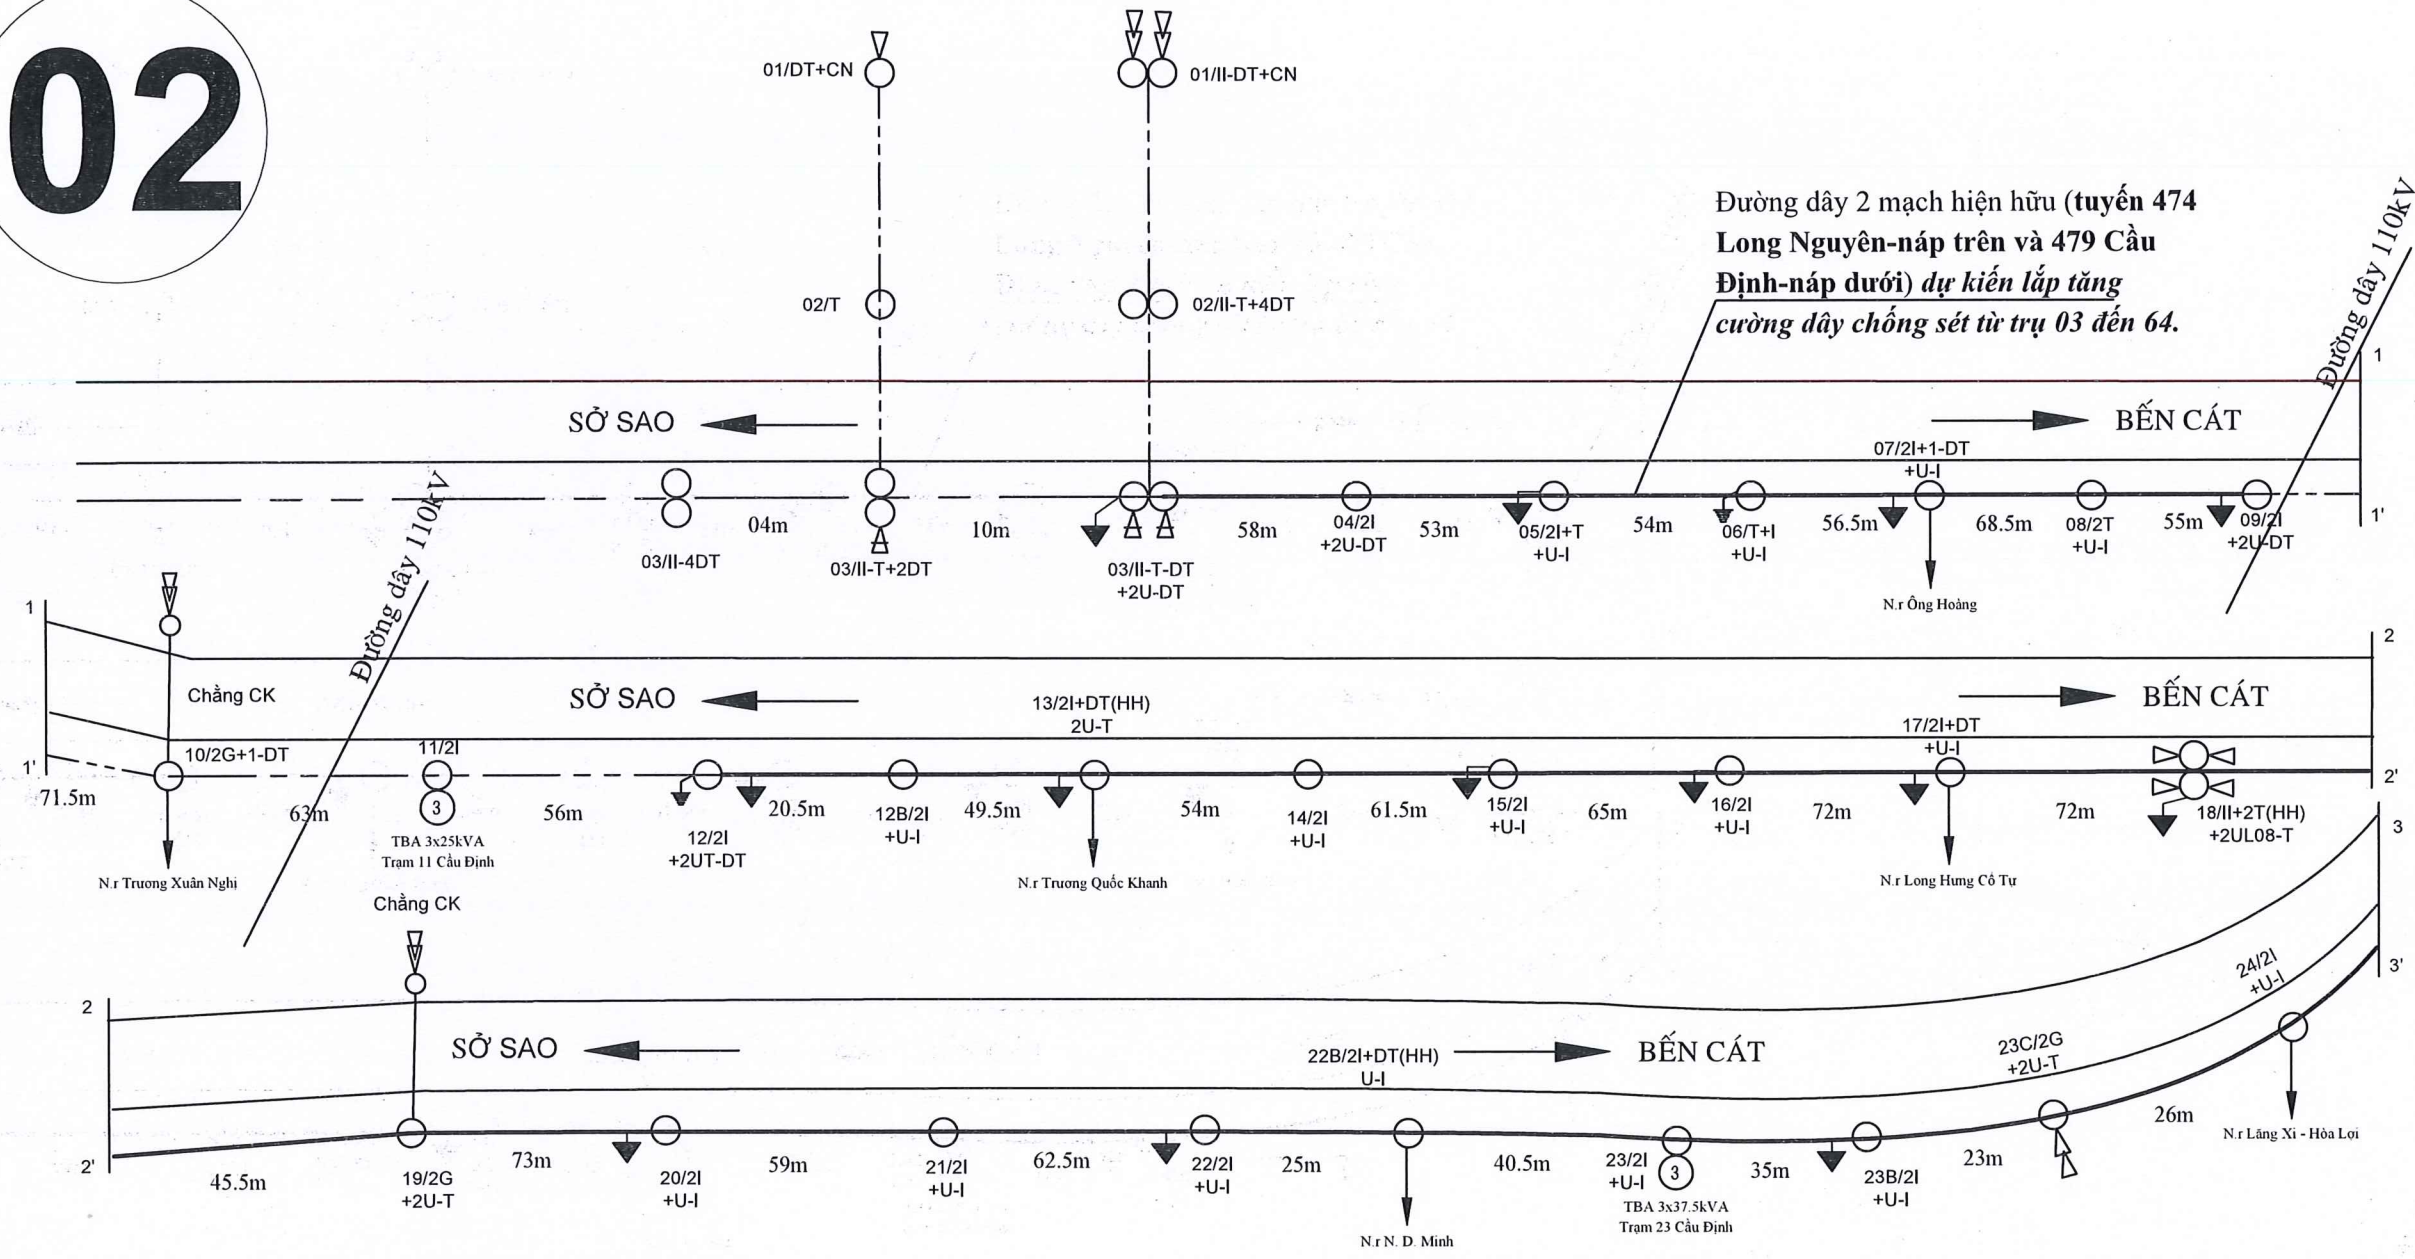 02
01/DT+CN
01/II-DT+CN
02/T
02/II-T+4DT
Đường dây 2 mạch hiện hữu (tuyến 474
Long Nguyên-náp trên và 479 Cầu
Định-náp dưới) dự kiến lắp tăng
cường dây chống sét từ trụ 03 đến 64.
Đường dây 110kV
1
SỞ SAO
BẾN CÁT
07/2I+1-DT
+U-I
04m
10m
58m
04/2I
+2U-DT
53m
05/2I+T
+U-I
54m
06/T+I
+U-I
56.5m
68.5m
08/2T
+U-I
55m
09/2I
+2U-DT
1'
03/II-4DT
03/II-T+2DT
03/II-T-DT
+2U-DT
N.r Ông Hoàng
Đường dây 110kV
1
2
Chằng CK
SỞ SAO
13/2I+DT(HH)
2U-T
BẾN CÁT
17/2I+DT
+U-I
10/2G+1-DT
11/2I
1'
2'
71.5m
63m
3
56m
20.5m
12B/2I
+U-I
49.5m
54m
14/2I
+U-I
61.5m
15/2I
+U-I
65m
16/2I
+U-I
72m
72m
18/II+2T(HH)
+2UL08-T
TBA 3x25kVA
Trạm 11 Cầu Định
12/2I
+2UT-DT
N.r Trương Xuân Nghị
N.r Trương Quốc Khanh
N.r Long Hưng Cổ Tự
3
Chằng CK
3'
24/2I
+U-I
2
SỞ SAO
22B/2I+DT(HH)
U-I
BẾN CÁT
23C/2G
+2U-T
2'
45.5m
19/2G
+2U-T
73m
20/2I
+U-I
59m
21/2I
+U-I
62.5m
22/2I
+U-I
25m
40.5m
23/2I
+U-I
3
35m
23B/2I
+U-I
23m
26m
N.r Lăng Xi - Hòa Lợi
TBA 3x37.5kVA
Trạm 23 Cầu Định
N.r N. D. Minh